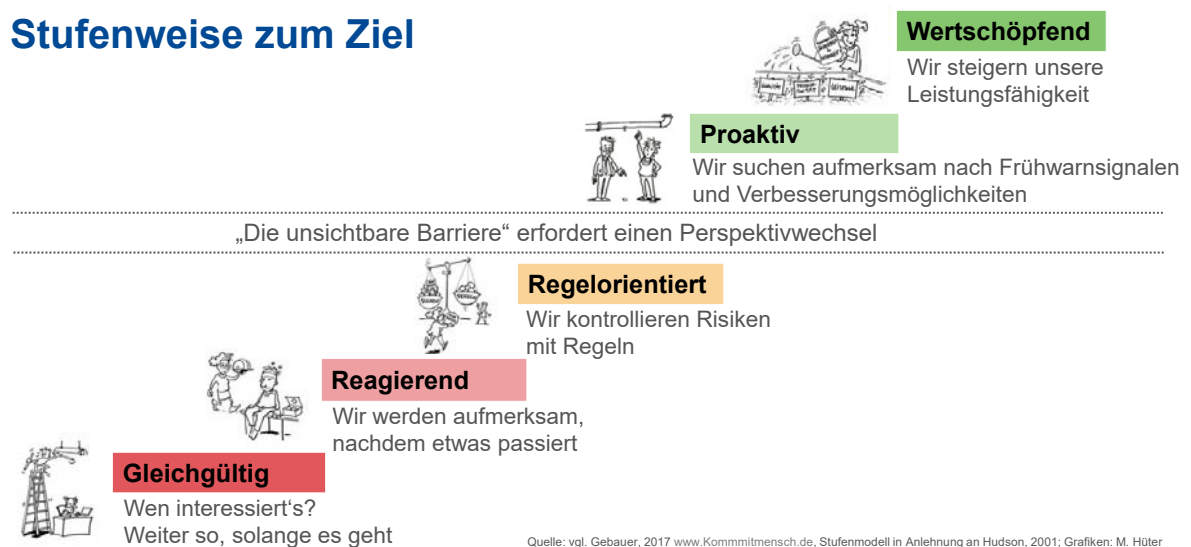 Stufenweise zum Ziel
Wertschöpfend
Wir steigern unsere
Leistungsfähigkeit
Proaktiv
Wir suchen aufmerksam nach Frühwarnsignalen
und Verbesserungsmöglichkeiten
„Die unsichtbare Barriere“ erfordert einen Perspektivwechsel
Regelorientiert
Wir kontrollieren Risiken
mit Regeln
Reagierend
Wir werden aufmerksam,
nachdem etwas passiert
Gleichgültig
Wen interessiert‘s?
Weiter so, solange es geht
Quelle: vgl. Gebauer, 2017 www.Kommmitmensch.de, Stufenmodell in Anlehnung an Hudson, 2001; Grafiken: M. Hüter